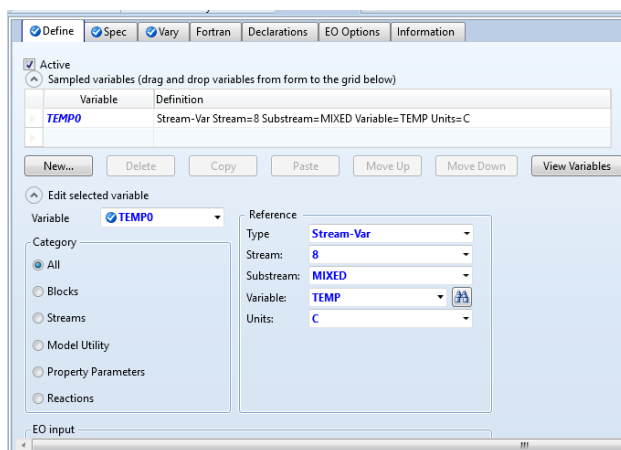 Define Spec Vary Fortran Declarations EO Options Information
Active
Sampled variables (drag and drop variables from form to the grid below)
Variable Definition
TEMP0 Stream-Var Stream=8 Substream=MIXED Variable=TEMP Units=C
New... Delete Copy Paste Move Up Move Down View Variables
Edit selected variable
Variable TEMP0
Category
All
Blocks
Streams
Model Utility
Property Parameters
Reactions
Reference
Type Stream-Var
Stream: 8
Substream: MIXED
Variable: TEMP
Units: C
EO input